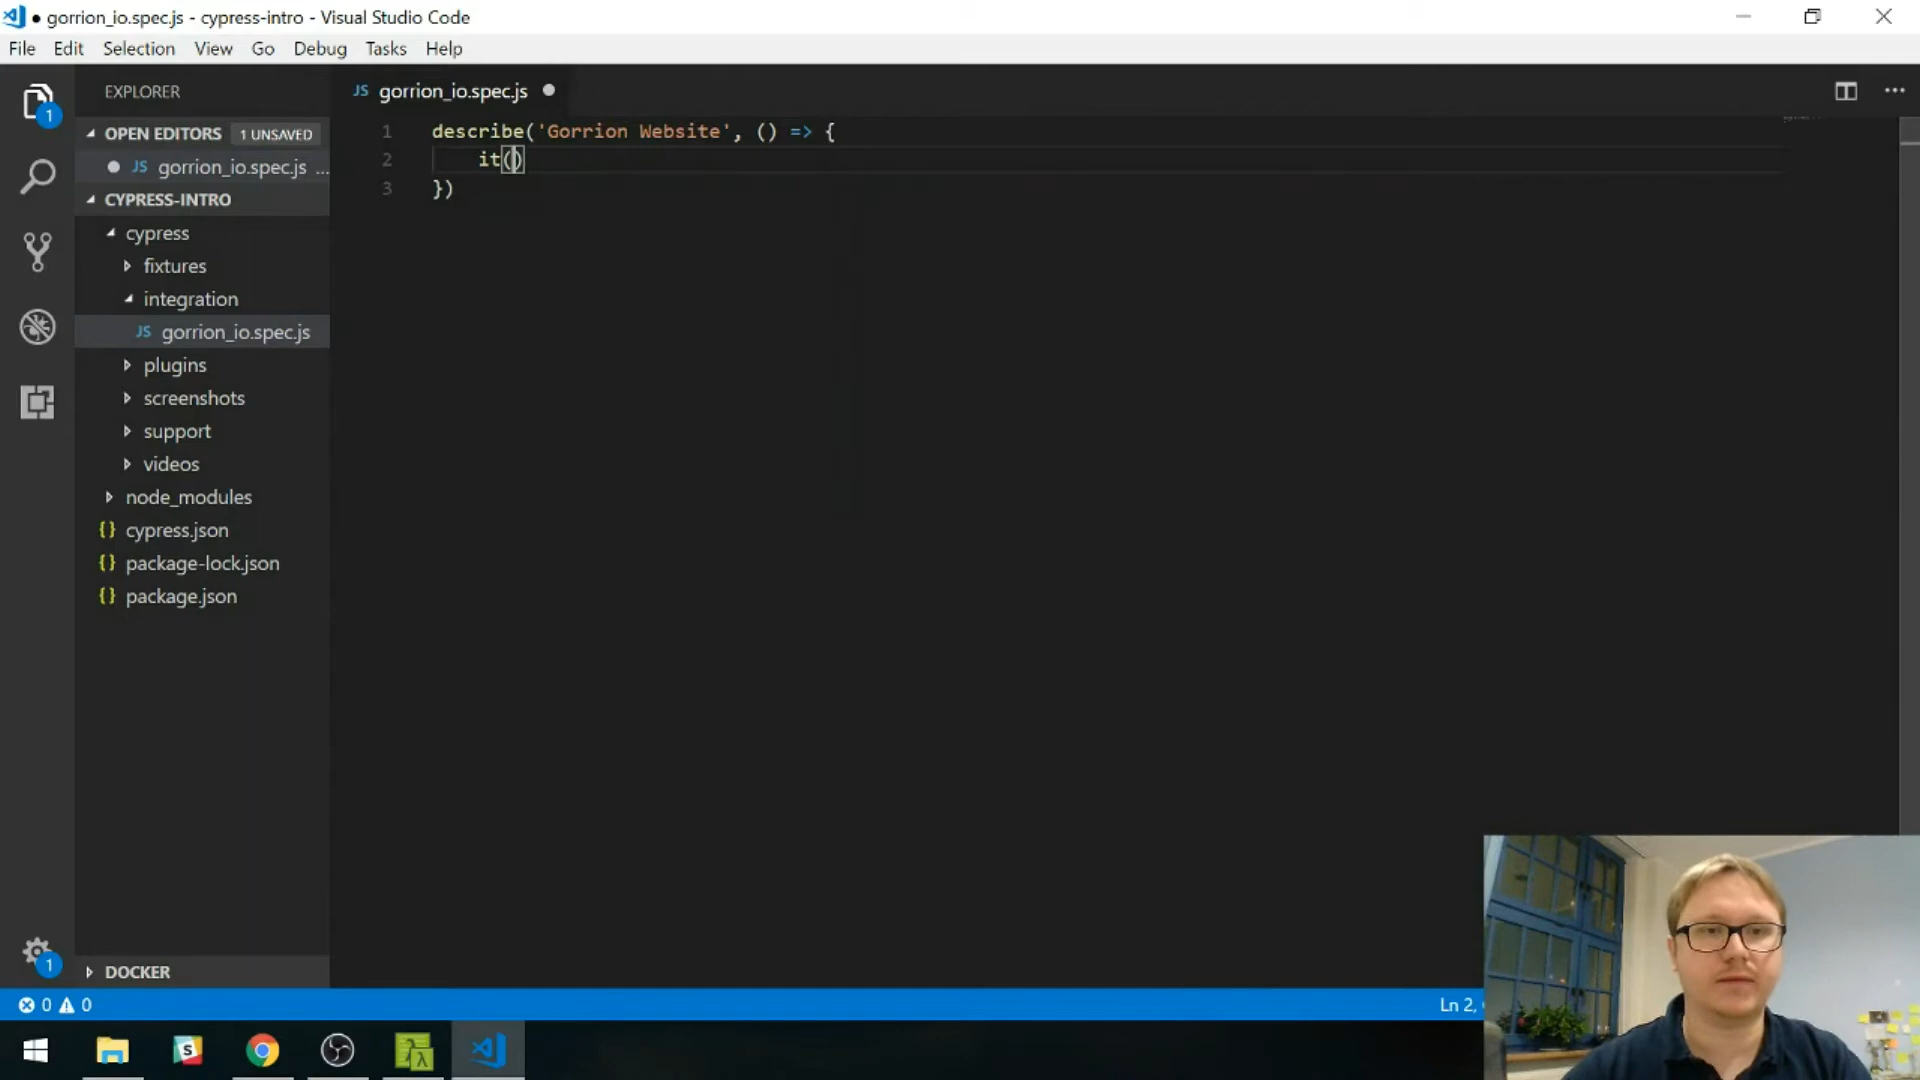 ● gorrion_io.spec.js - cypress-intro - Visual Studio Code
File Edit Selection View Go Debug Tasks Help
EXPLORER
OPEN EDITORS 1 UNSAVED
JS gorrion_io.spec.js ...
CYPRESS-INTRO
cypress
fixtures
integration
JS gorrion_io.spec.js
plugins
screenshots
support
videos
node_modules
{} cypress.json
{} package-lock.json
{} package.json
DOCKER
1
1
JS gorrion_io.spec.js
1 describe('Gorrion Website', () => {
2 it()
3 })
0 0
Ln 2,